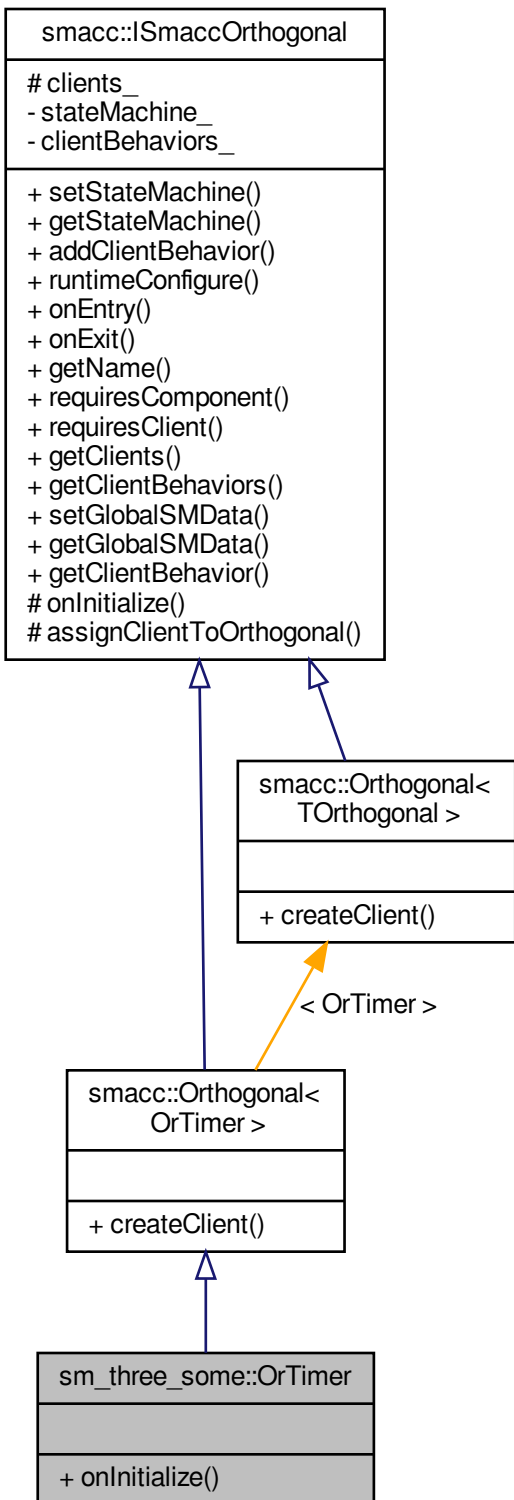 smacc::ISmaccOrthogonal
# clients_
- stateMachine_
- clientBehaviors_
+ setStateMachine()
+ getStateMachine()
+ addClientBehavior()
+ runtimeConfigure()
+ onEntry()
+ onExit()
+ getName()
+ requiresComponent()
+ requiresClient()
+ getClients()
+ getClientBehaviors()
+ setGlobalSMData()
+ getGlobalSMData()
+ getClientBehavior()
# onInitialize()
# assignClientToOrthogonal()
smacc::Orthogonal<
TOrthogonal >
+ createClient()
< OrTimer >
smacc::Orthogonal<
OrTimer >
+ createClient()
sm_three_some::OrTimer
+ onInitialize()